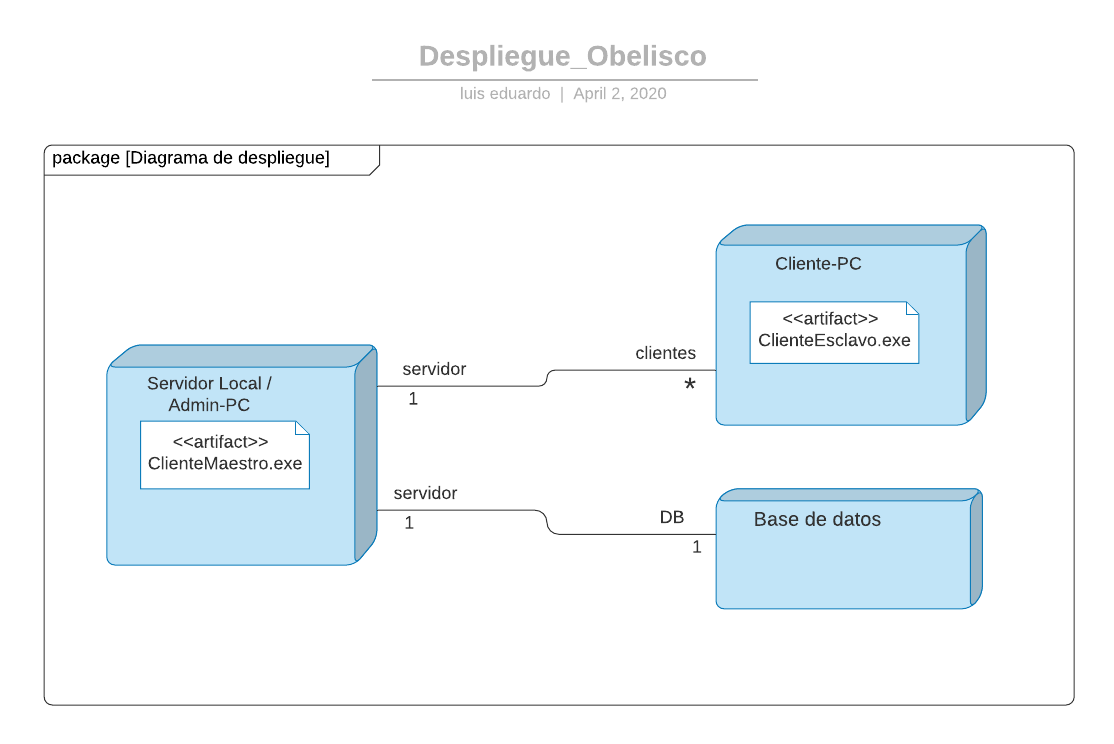 Despliegue_Obelisco
luis eduardo | April 2, 2020
package [Diagrama de despliegue]
Cliente-PC
<<artifact>>
ClienteEsclavo.exe
clientes
*
servidor
1
Servidor Local /
Admin-PC
<<artifact>>
ClienteMaestro.exe
servidor
1
DB
1
Base de datos